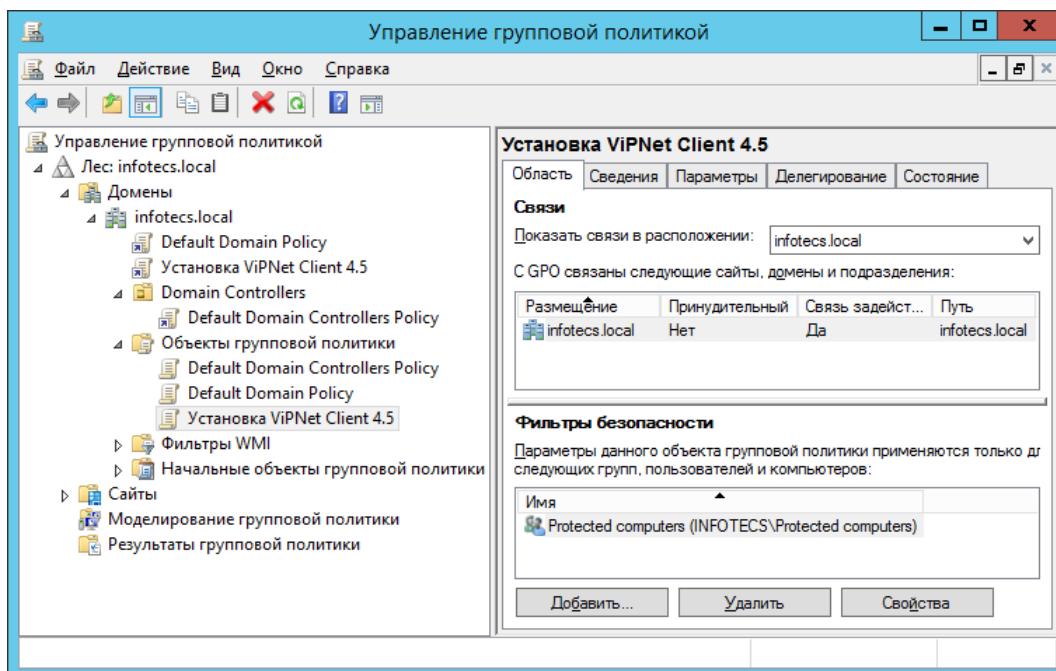 Управление групповой политикой
Файл Действие Вид Окно Справка
Управление групповой политикой
Лес: infotecs.local
Домены
infotecs.local
Default Domain Policy
Установка ViPNet Client 4.5
Domain Controllers
Default Domain Controllers Policy
Объекты групповой политики
Default Domain Controllers Policy
Default Domain Policy
Установка ViPNet Client 4.5
Фильтры WMI
Начальные объекты групповой политики
Сайты
Моделирование групповой политики
Результаты групповой политики
Установка ViPNet Client 4.5
Область Сведения Параметры Делегирование Состояние
Связи
Показать связи в расположении: infotecs.local
С GPO связаны следующие сайты, домены и подразделения:
Размещение Принудительный Связь задейст... Путь
infotecs.local Нет Да infotecs.local
Фильтры безопасности
Параметры данного объекта групповой политики применяются только дл
следующих групп, пользователей и компьютеров:
Имя
Protected computers (INFOTECS\Protected computers)
Добавить... Удалить Свойства